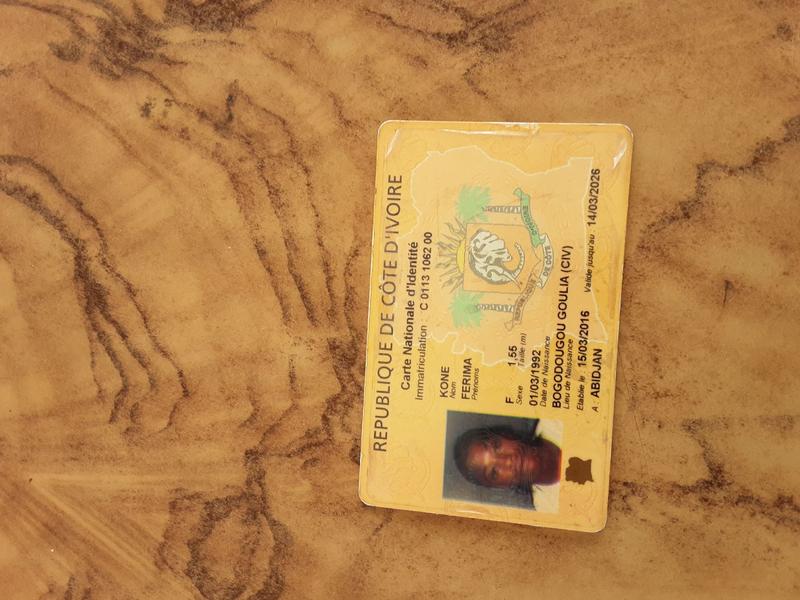 REPUBLIQUE DE CÔTE D'IVOIRE
Carte Nationale d'Identité
Immatriculation : C 0113 1062 00
KONE
Nom
FERIMA
Prénoms
F 1,55
Sexe Taille (m)
01/03/1992
Date de Naissance
BOGODOUGOU GOULIA (CIV)
Lieu de Naissance
Etablie le : 15/03/2016 Valide jusqu'au : 14/03/2026
A : ABIDJAN
DE CÔTE